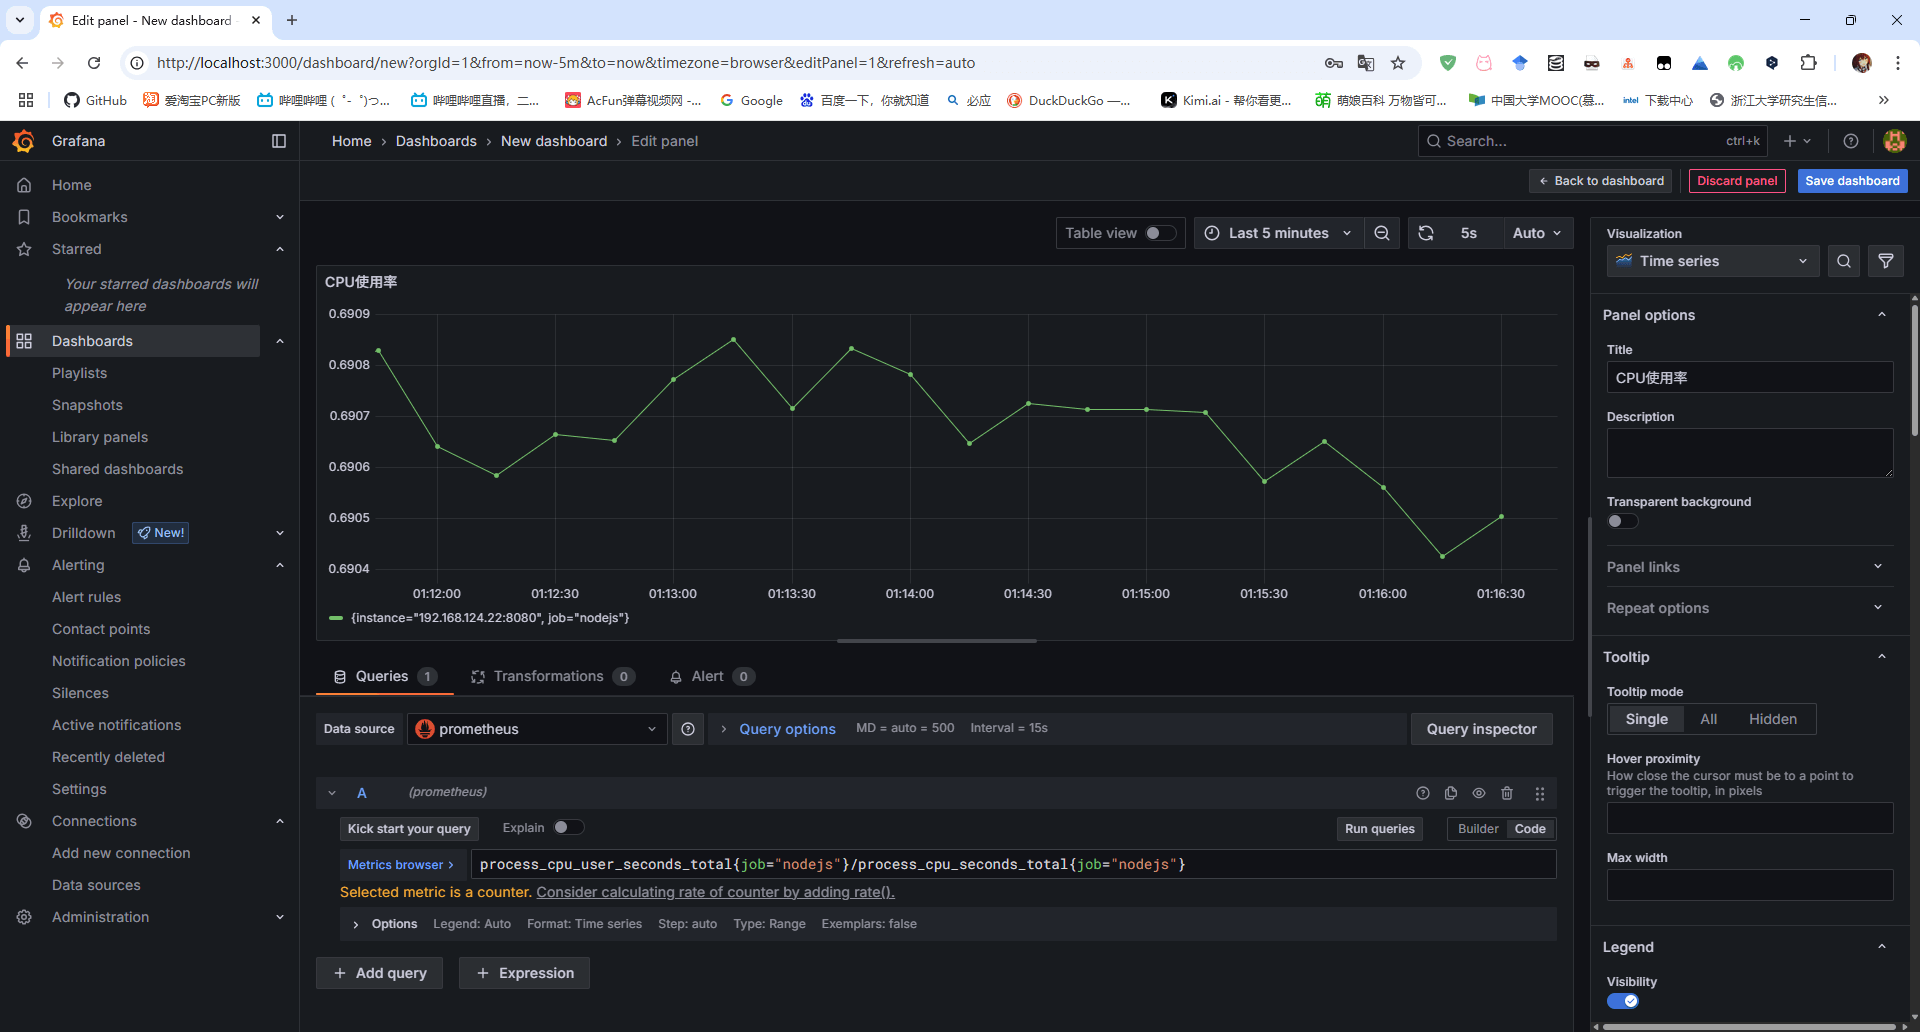 Edit panel - New dashboard
http://localhost:3000/dashboard/new?orgId=1&from=now-5m&to=now&timezone=browser&editPanel=1&refresh=auto
GitHub
爱淘宝PC新版
哔哩哔哩 (゜-゜)つ...
哔哩哔哩直播，二...
AcFun弹幕视频网 -...
Google
百度一下，你就知道
必应
DuckDuckGo —...
Kimi.ai - 帮你看更...
萌娘百科 万物皆可...
中国大学MOOC(慕...
intel 下载中心
浙江大学研究生信...
Grafana
Home › Dashboards › New dashboard › Edit panel
Search...
ctrl+k
Back to dashboard
Discard panel
Save dashboard
Home
Bookmarks
Starred
Your starred dashboards will
appear here
Dashboards
Playlists
Snapshots
Library panels
Shared dashboards
Explore
Drilldown
New!
Alerting
Alert rules
Contact points
Notification policies
Silences
Active notifications
Recently deleted
Settings
Connections
Add new connection
Data sources
Administration
Table view
Last 5 minutes
5s
Auto
CPU使用率
0.6909
0.6908
0.6907
0.6906
0.6905
0.6904
01:12:00
01:12:30
01:13:00
01:13:30
01:14:00
01:14:30
01:15:00
01:15:30
01:16:00
01:16:30
{instance="192.168.124.22:8080", job="nodejs"}
Queries 1
Transformations 0
Alert 0
Data source
prometheus
Query options
MD = auto = 500
Interval = 15s
Query inspector
A
(prometheus)
Kick start your query
Explain
Run queries
Builder
Code
Metrics browser >
process_cpu_user_seconds_total{job="nodejs"}/process_cpu_seconds_total{job="nodejs"}
Selected metric is a counter. Consider calculating rate of counter by adding rate().
Options
Legend: Auto
Format: Time series
Step: auto
Type: Range
Exemplars: false
+ Add query
+ Expression
Visualization
Time series
Panel options
Title
CPU使用率
Description
Transparent background
Panel links
Repeat options
Tooltip
Tooltip mode
Single
All
Hidden
Hover proximity
How close the cursor must be to a point to
trigger the tooltip, in pixels
Max width
Legend
Visibility